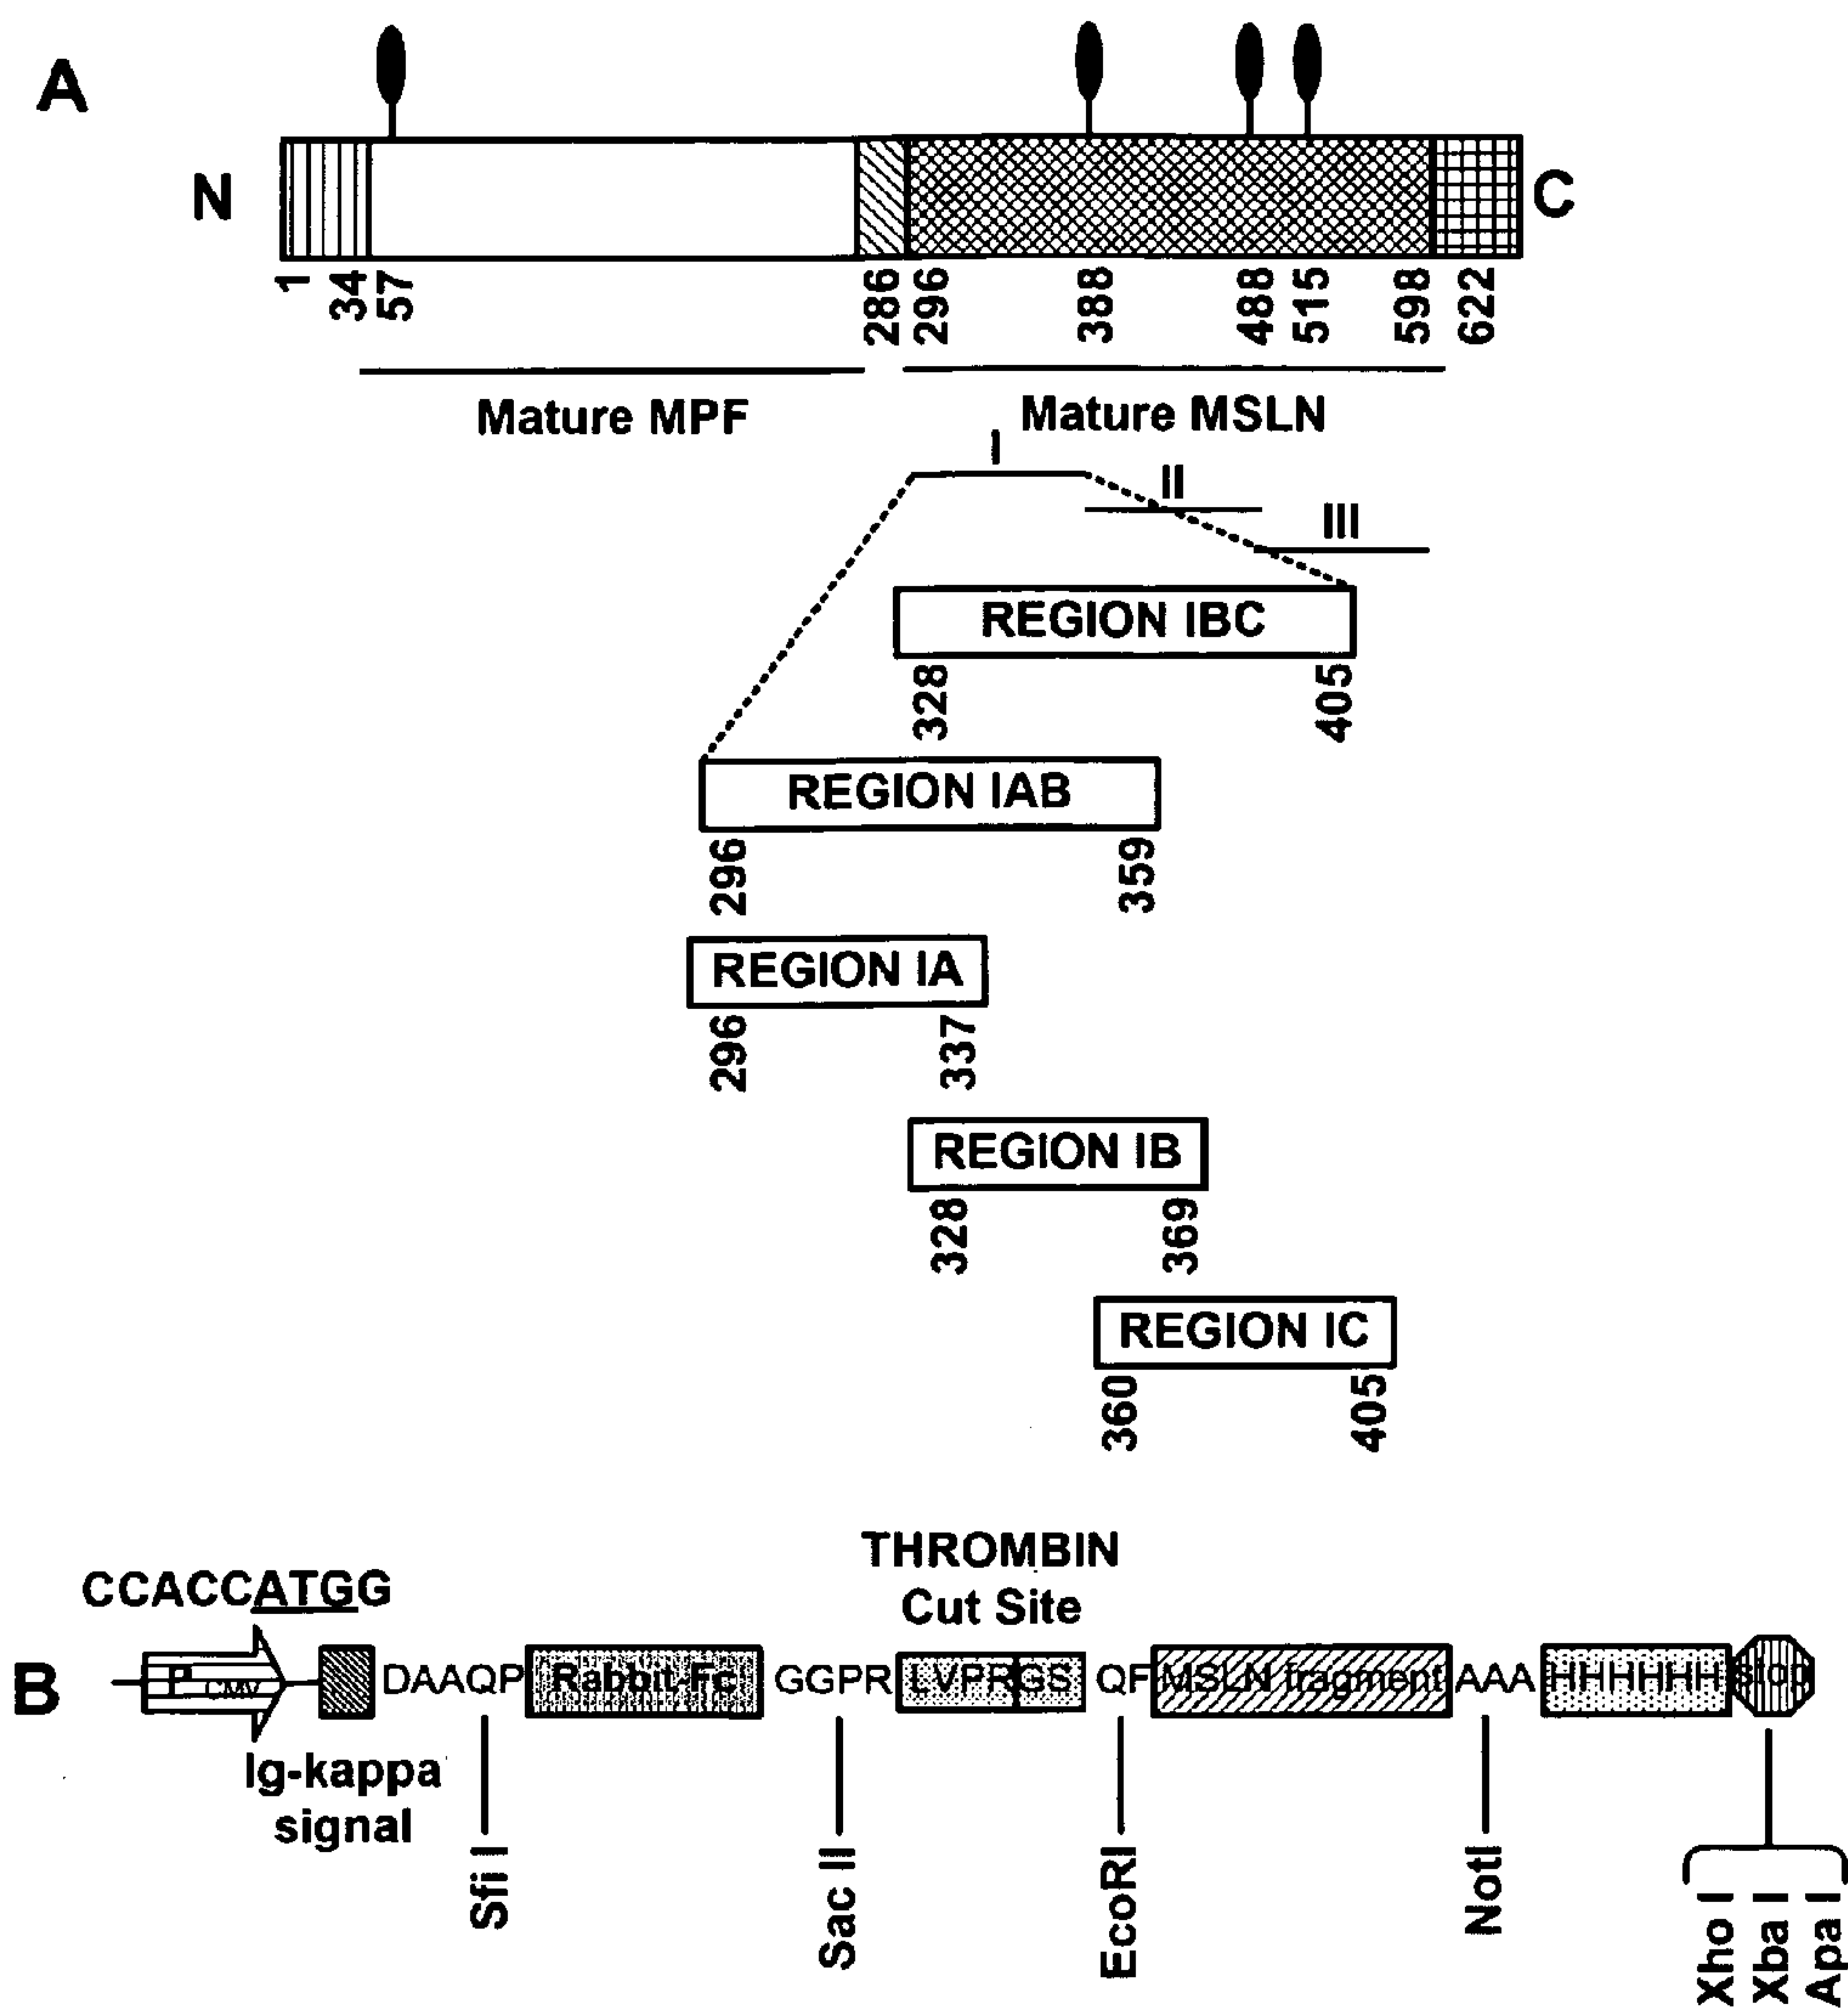 A
N
C
1 34 57 286 296 388 488 515 598 622
Mature MPF
Mature MSLN
I
II
III
REGION IBC
328 405
REGION IAB
296 359
REGION IA
296 337
REGION IB
328 369
REGION IC
360 405
THROMBIN
Cut Site
CCACCATGG
B
PCMV DAAQP Rabbit-Fc GGPR LVPRGS QF MSLN fragment AAA HHHHHH stop
Ig-kappa
signal
Sfi I
Sac II
EcoRI
NotI
Xho I
Xba I
Apa I